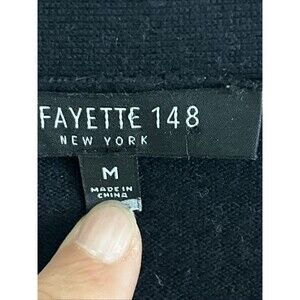 FAYETTE 148
NEW YORK
M
MADE IN
CHINA